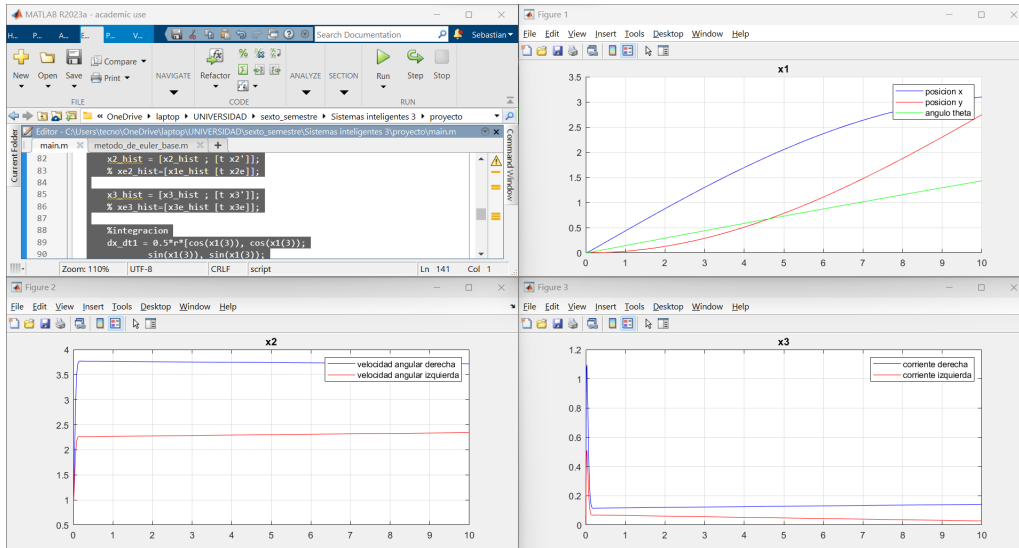 MATLAB R2023a - academic use
H... P... A... E... P... V...
Search Documentation
Sebastian
New Open Save
Compare
Print
NAVIGATE
Refactor
ANALYZE SECTION
Run Step Stop
FILE
CODE
RUN
« OneDrive ▸ laptop ▸ UNIVERSIDAD ▸ sexto_semestre ▸ Sistemas inteligentes 3 ▸ proyecto
Current Folder
Editor - C:\Users\tecno\OneDrive\laptop\UNIVERSIDAD\sexto_semestre\Sistemas inteligentes 3\proyecto\main.m
main.m metodo_de_euler_base.m +
82 x2_hist = [x2_hist ; [t x2']];
83 % xe2_hist=[x1e_hist [t x2e]];
84
85 x3_hist = [x3_hist ; [t x3']];
86 % xe3_hist=[x3e_hist [t x3e]];
87
88 %integracion
89 dx_dt1 = 0.5*r*[cos(x1(3)), cos(x1(3));
90 sin(x1(3)), sin(x1(3));
Command Window
Zoom: 110% UTF-8 CRLF script Ln 141 Col 1
Figure 1
File Edit View Insert Tools Desktop Window Help
x1
posicion x
posicion y
angulo theta
3.5
3
2.5
2
1.5
1
0.5
0
0 1 2 3 4 5 6 7 8 9 10
Figure 2
File Edit View Insert Tools Desktop Window Help
x2
velocidad angular derecha
velocidad angular izquierda
4
3.5
3
2.5
2
1.5
1
0.5
0 1 2 3 4 5 6 7 8 9 10
Figure 3
File Edit View Insert Tools Desktop Window Help
x3
corriente derecha
corriente izquierda
1.2
1
0.8
0.6
0.4
0.2
0
0 1 2 3 4 5 6 7 8 9 10